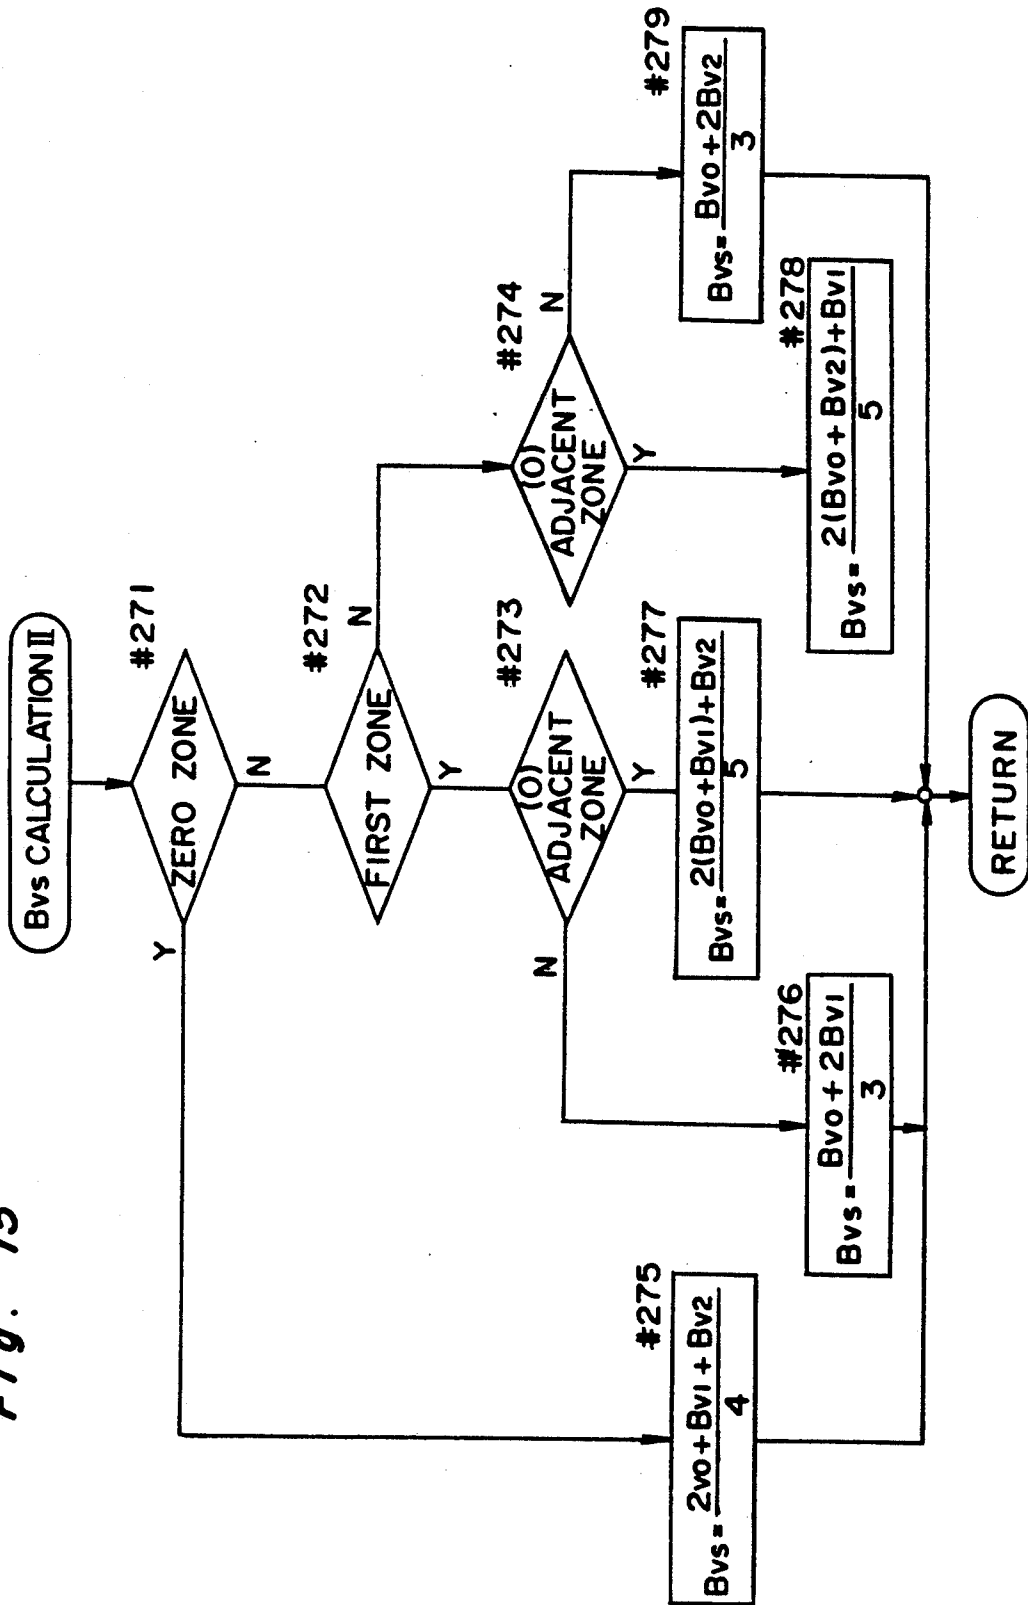 Fig. 15
Bvs CALCULATION II
#271
ZERO ZONE
Y
N
#272
FIRST ZONE
N
Y
#273
(0)
ADJACENT
ZONE
N
Y
#274
(0)
ADJACENT
ZONE
N
Y
#275
Bvs = 2vo + Bv1 + Bv2
4
#276
Bvs = Bvo + 2Bv1
3
#277
Bvs = 2(Bvo + Bv1) + Bv2
5
#278
Bvs = 2(Bvo + Bv2) + Bv1
5
#279
Bvs = Bvo + 2Bv2
3
RETURN